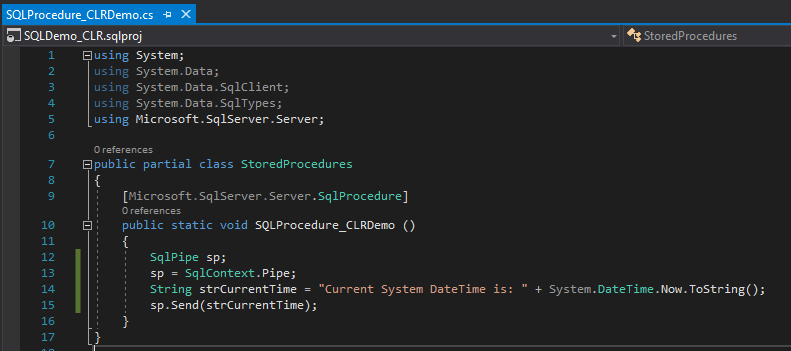 SQLProcedure_CLRDemo.cs
SQLDemo_CLR.sqlproj StoredProcedures
1 using System;
2 using System.Data;
3 using System.Data.SqlClient;
4 using System.Data.SqlTypes;
5 using Microsoft.SqlServer.Server;
6
0 references
7 public partial class StoredProcedures
8 {
9 [Microsoft.SqlServer.Server.SqlProcedure]
0 references
10 public static void SQLProcedure_CLRDemo ()
11 {
12 SqlPipe sp;
13 sp = SqlContext.Pipe;
14 String strCurrentTime = "Current System DateTime is: " + System.DateTime.Now.ToString();
15 sp.Send(strCurrentTime);
16 }
17 }
18